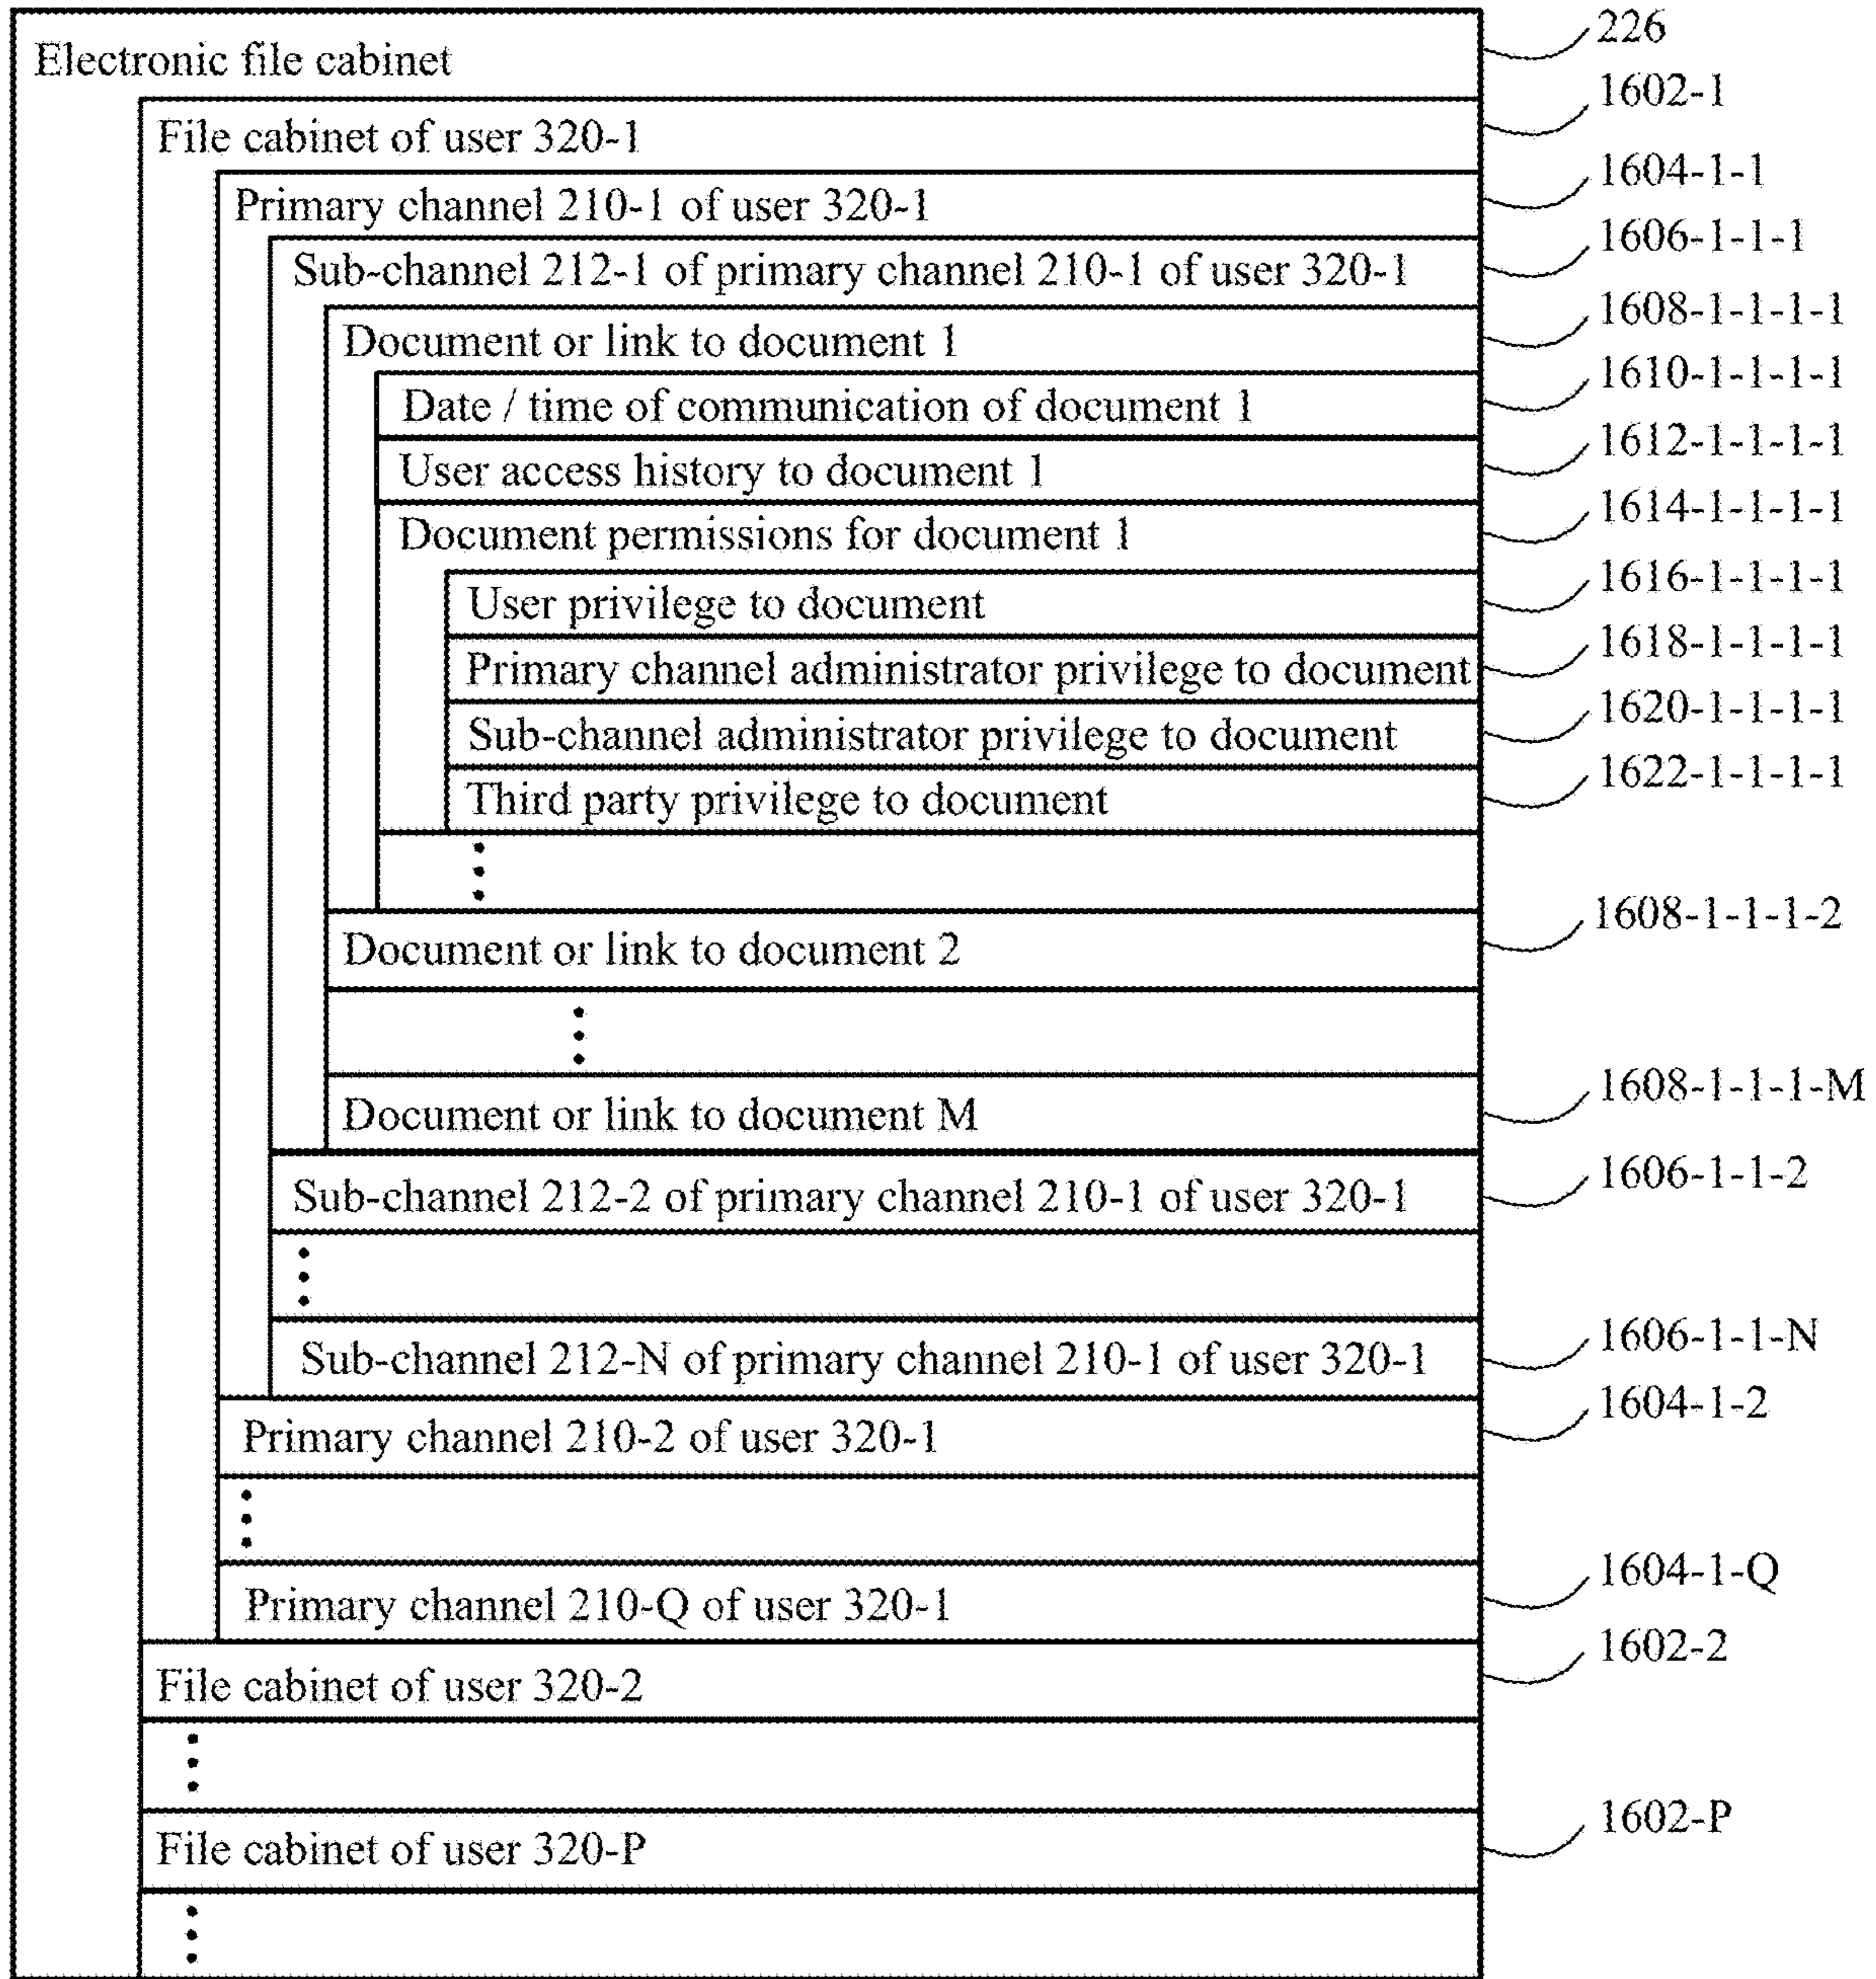 Electronic file cabinet 226
File cabinet of user 320-1 1602-1
Primary channel 210-1 of user 320-1 1604-1-1
Sub-channel 212-1 of primary channel 210-1 of user 320-1 1606-1-1-1
Document or link to document 1 1608-1-1-1-1
Date / time of communication of document 1 1610-1-1-1-1
User access history to document 1 1612-1-1-1-1
Document permissions for document 1 1614-1-1-1-1
User privilege to document 1616-1-1-1-1
Primary channel administrator privilege to document 1618-1-1-1-1
Sub-channel administrator privilege to document 1620-1-1-1-1
Third party privilege to document 1622-1-1-1-1
Document or link to document 2 1608-1-1-1-2
Document or link to document M 1608-1-1-1-M
Sub-channel 212-2 of primary channel 210-1 of user 320-1 1606-1-1-2
Sub-channel 212-N of primary channel 210-1 of user 320-1 1606-1-1-N
Primary channel 210-2 of user 320-1 1604-1-2
Primary channel 210-Q of user 320-1 1604-1-Q
File cabinet of user 320-2 1602-2
File cabinet of user 320-P 1602-P